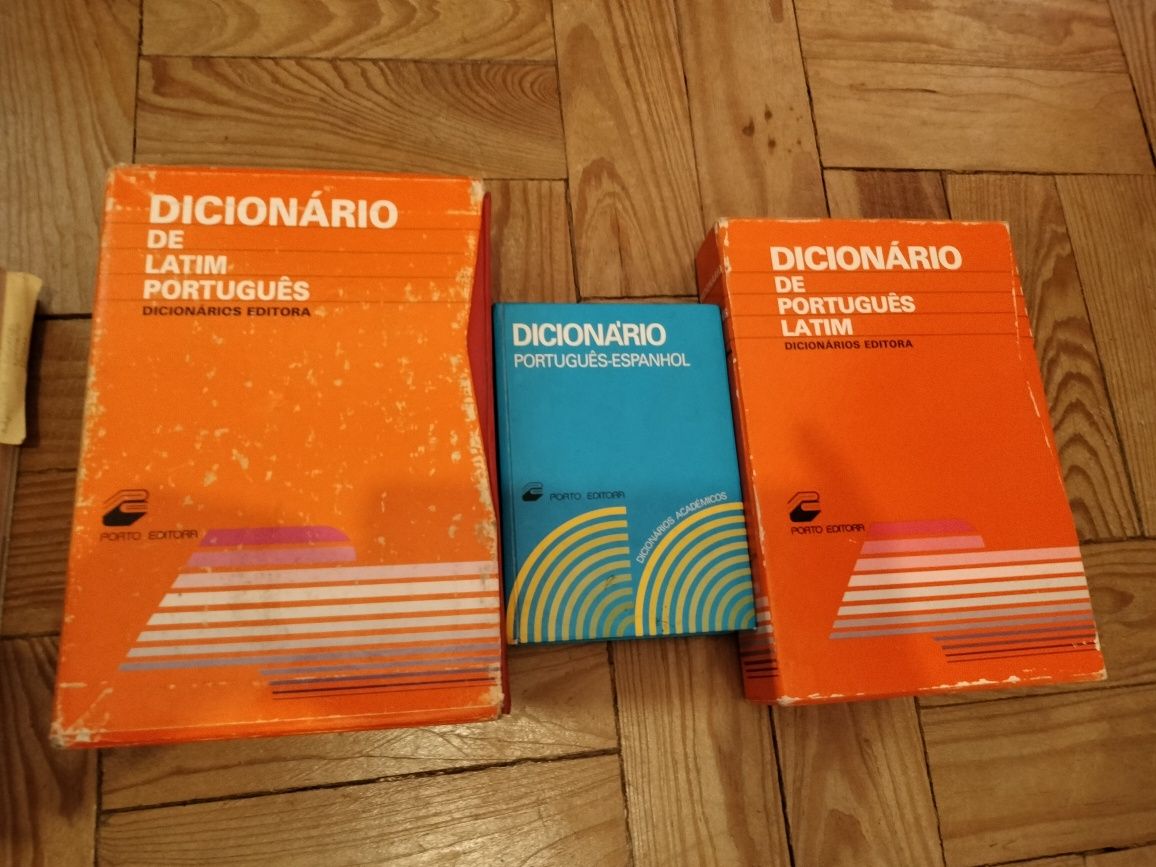 DICIONÁRIO
DE
LATIM
PORTUGUÊS
DICIONÁRIOS EDITORA
PORTO EDITORA
DICIONÁRIO
PORTUGUÊS-ESPANHOL
PORTO EDITORA
DICIONÁRIOS ACADÉMICOS
DICIONÁRIO
DE
PORTUGUÊS
LATIM
DICIONÁRIOS EDITORA
PORTO EDITORA